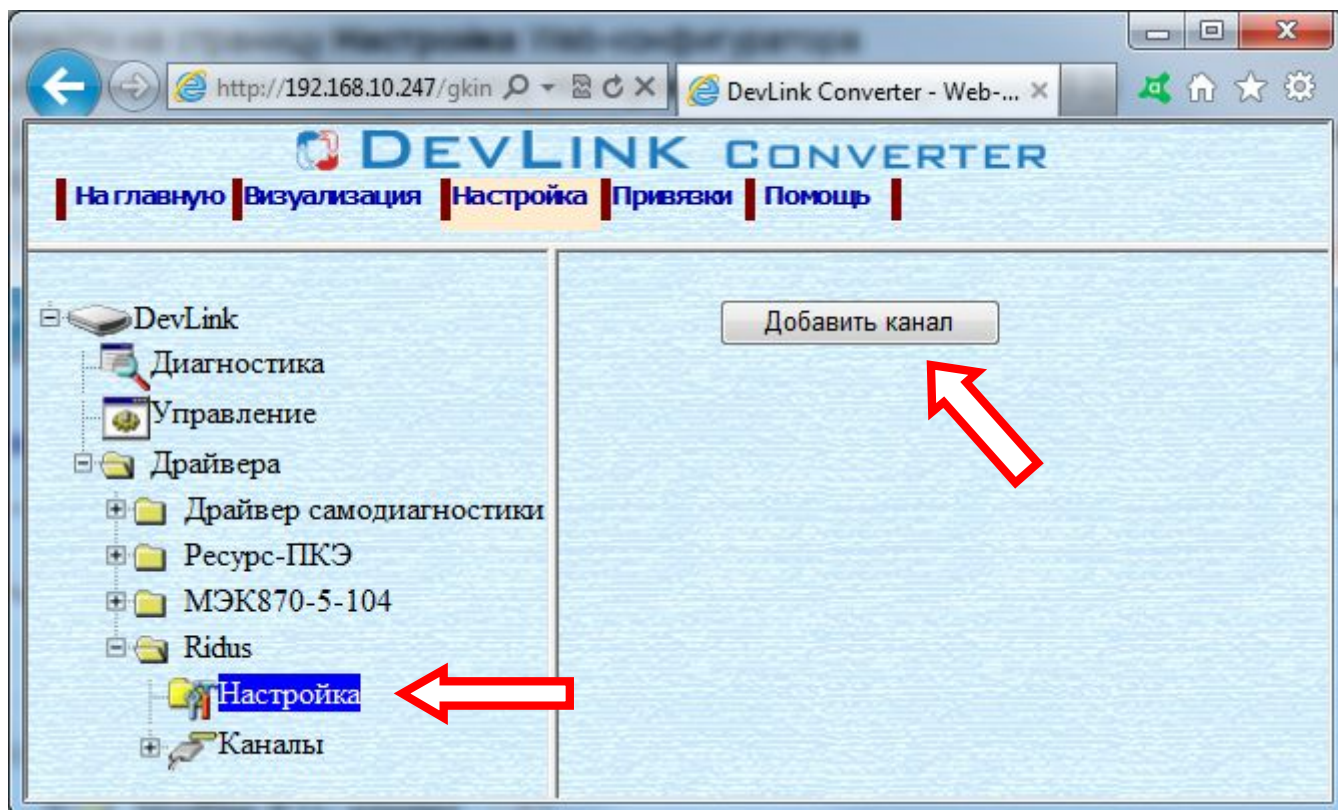 http://192.168.10.247/gkin
DevLink Converter - Web-...
DEVLINK CONVERTER
На главную Визуализация Настройка Привязки Помощь
DevLink
Диагностика
Управление
Драйвера
Драйвер самодиагностики
Ресурс-ПКЭ
МЭК870-5-104
Ridus
Настройка
Каналы
Добавить канал